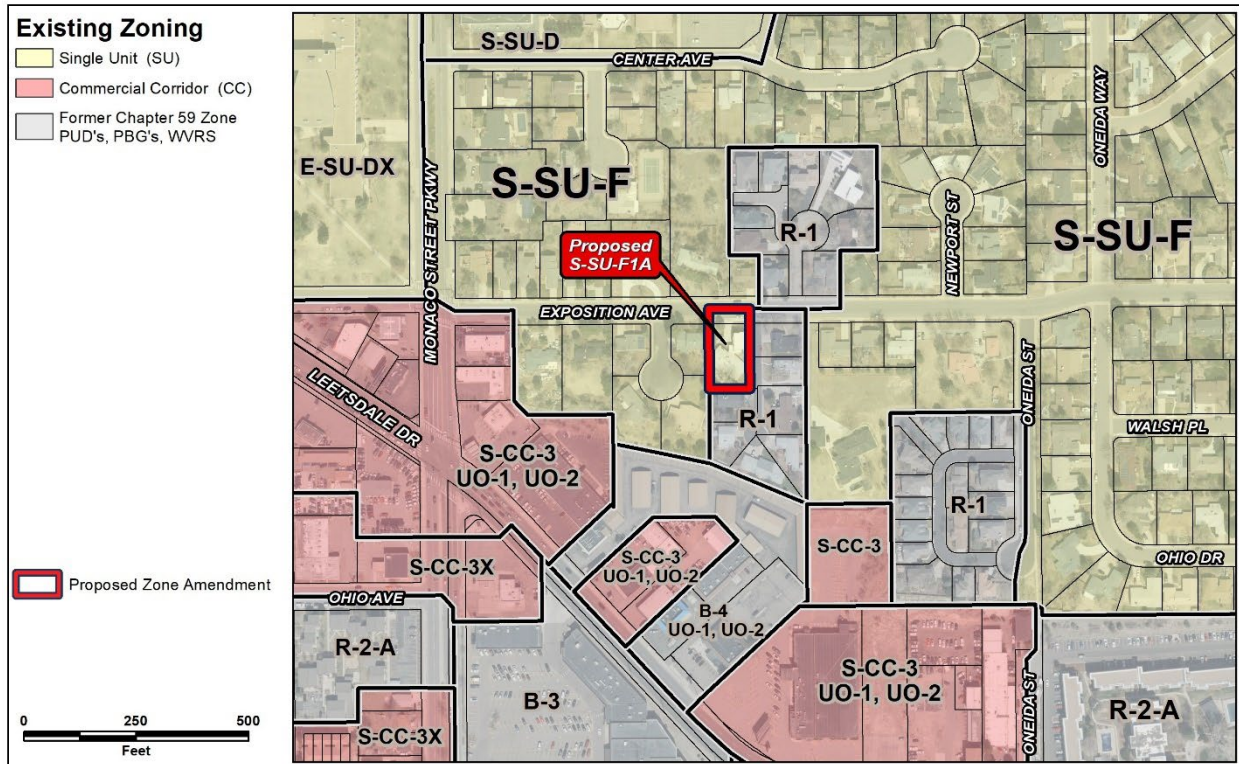 Existing Zoning
Single Unit (SU)
Commercial Corridor (CC)
Former Chapter 59 Zone
PUD's, PBG's, WVRS
Proposed Zone Amendment
0 250 500
Feet
S-SU-D
CENTER AVE
ONEIDA WAY
E-SU-DX
MONACO STREET PKWY
S-SU-F
R-1
NEWPORT ST
S-SU-F
Proposed
S-SU-F1A
EXPOSITION AVE
LEETSDALE DR
R-1
ONEIDA ST
WALSH PL
S-CC-3
UO-1, UO-2
R-1
S-CC-3X
S-CC-3
UO-1, UO-2
S-CC-3
OHIO DR
OHIO AVE
B-4
UO-1, UO-2
R-2-A
S-CC-3
UO-1, UO-2
B-3
S-CC-3X
ONEIDA ST
R-2-A